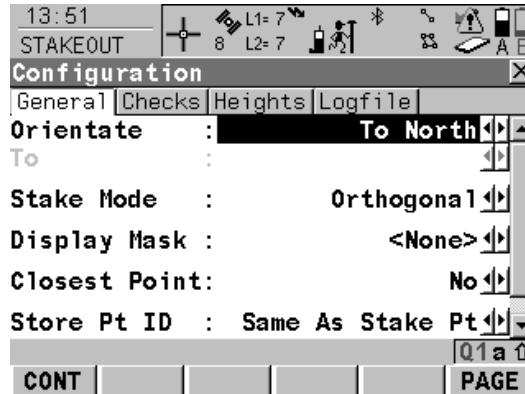 13:51
L1= 7
STAKEOUT
8 L2= 7
A B
Configuration
General Checks Heights Logfile
Orientate : To North
To :
Stake Mode : Orthogonal
Display Mask : <None>
Closest Point: No
Store Pt ID : Same As Stake Pt
Q1 a
CONT PAGE